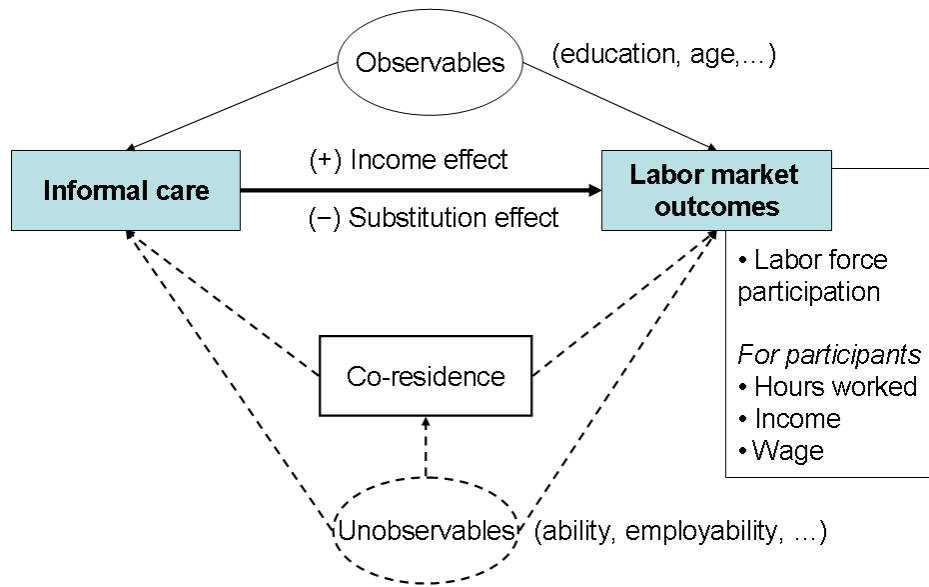 Observables
(education, age,…)
Informal care
(+) Income effect
(−) Substitution effect
Labor market
outcomes
• Labor force
participation
For participants
• Hours worked
• Income
• Wage
Co-residence
Unobservables
(ability, employability, …)